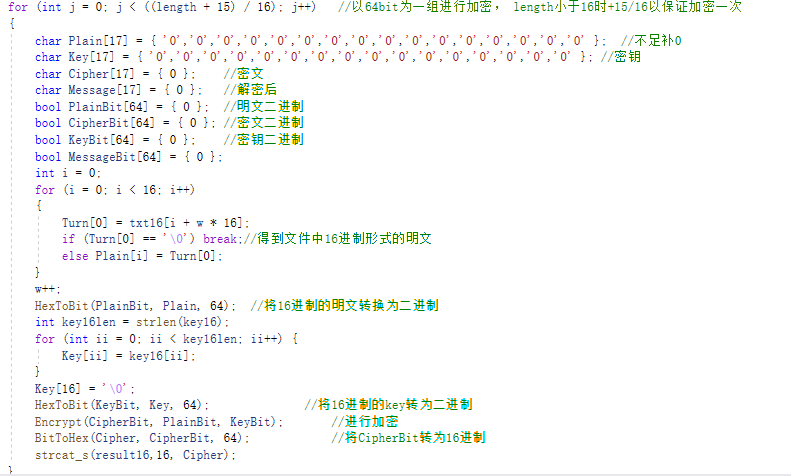 for (int j = 0; j < ((length + 15) / 16); j++)   //以64bit为一组进行加密, length小于16时+15/16以保证加密一次
{
    char Plain[17] = { '0','0','0','0','0','0','0','0','0','0','0','0','0','0','0','0' };  //不足补0
    char Key[17] = { '0','0','0','0','0','0','0','0','0','0','0','0','0','0','0','0' }; //密钥
    char Cipher[17] = { 0 };    //密文
    char Message[17] = { 0 };   //解密后
    bool PlainBit[64] = { 0 };  //明文二进制
    bool CipherBit[64] = { 0 }; //密文二进制
    bool KeyBit[64] = { 0 };    //密钥二进制
    bool MessageBit[64] = { 0 };
    int i = 0;
    for (i = 0; i < 16; i++)
    {
        Turn[0] = txt16[i + w * 16];
        if (Turn[0] == '\0') break;//得到文件中16进制形式的明文
        else Plain[i] = Turn[0];
    }
    w++;
    HexToBit(PlainBit, Plain, 64);  //将16进制的明文转换为二进制
    int key16len = strlen(key16);
    for (int ii = 0; ii < key16len; ii++) {
        Key[ii] = key16[ii];
    }
    Key[16] = '\0';
    HexToBit(KeyBit, Key, 64);              //将16进制的key转为二进制
    Encrypt(CipherBit, PlainBit, KeyBit);       //进行加密
    BitToHex(Cipher, CipherBit, 64);            //将CipherBit转为16进制
    strcat_s(result16,16, Cipher);
}